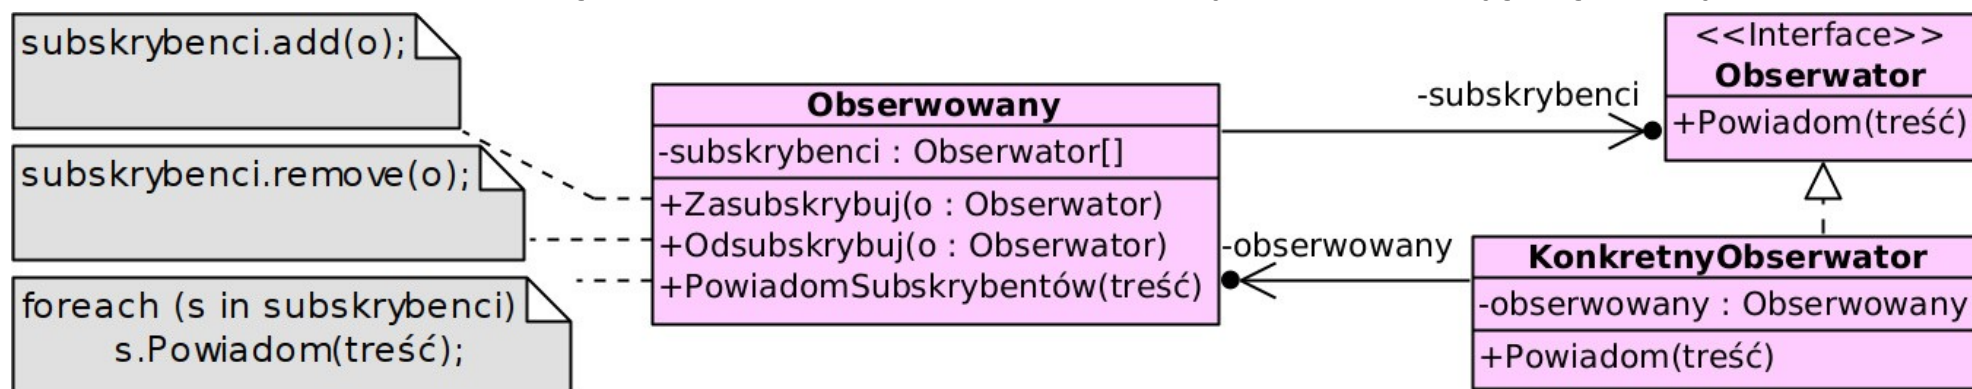 subskrybenci.add(o);
subskrybenci.remove(o);
foreach (s in subskrybenci)
s.Powiadom(treść);
Obserwowany
-subskrybenci : Obserwator[]
+Zasubskrybuj(o : Obserwator)
+Odsubskrybuj(o : Obserwator)
+PowiadomSubskrybentów(treść)
-subskrybenci
-obserwowany
<<Interface>>
Obserwator
+Powiadom(treść)
KonkretnyObserwator
-obserwowany : Obserwowany
+Powiadom(treść)